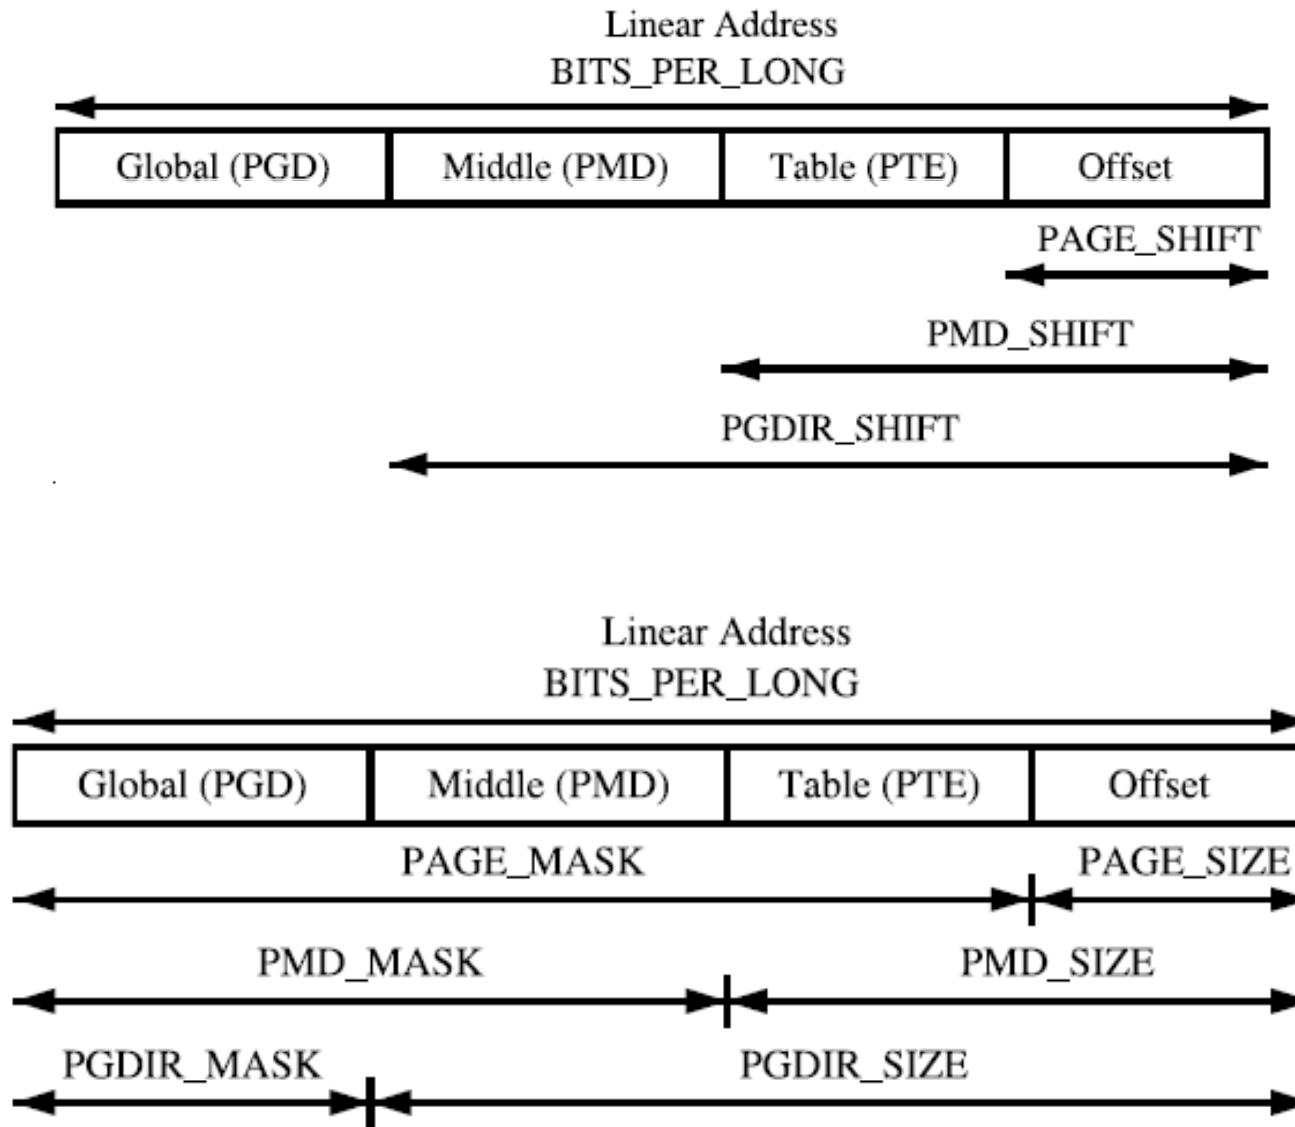 Linear Address
BITS_PER_LONG
Global (PGD) Middle (PMD) Table (PTE) Offset
PAGE_SHIFT
PMD_SHIFT
PGDIR_SHIFT
Linear Address
BITS_PER_LONG
Global (PGD) Middle (PMD) Table (PTE) Offset
PAGE_MASK PAGE_SIZE
PMD_MASK PMD_SIZE
PGDIR_MASK PGDIR_SIZE